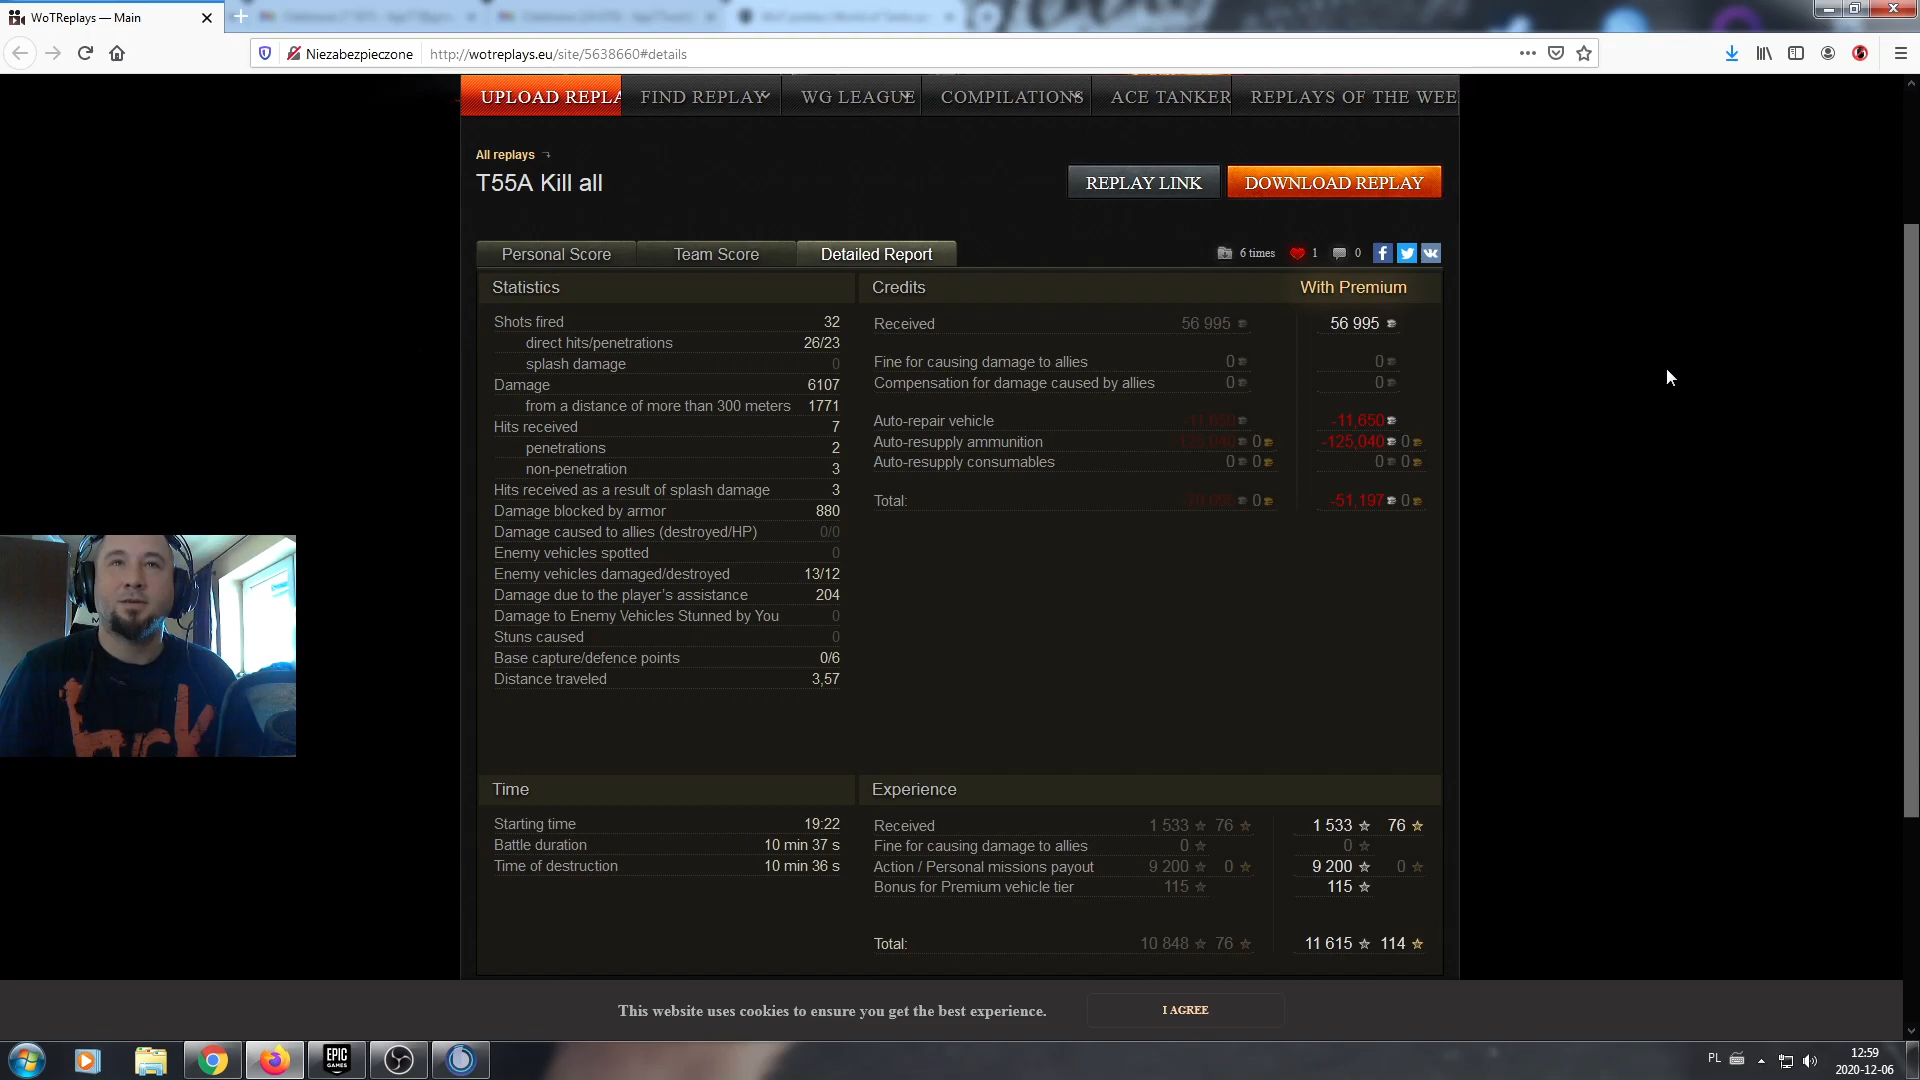 WoTReplays — Main
Niezabezpieczone
http://wotreplays.eu/site/5638660#details
UPLOAD REPLA
FIND REPLAY
WG LEAGUE
COMPILATIONS
ACE TANKER
REPLAYS OF THE WEE
All replays
T55A Kill all
REPLAY LINK
DOWNLOAD REPLAY
Personal Score
Team Score
Detailed Report
6 times
1
0
Statistics
Shots fired 32
direct hits/penetrations 26/23
splash damage 0
Damage 6107
from a distance of more than 300 meters 1771
Hits received 7
penetrations 2
non-penetration 3
Hits received as a result of splash damage 3
Damage blocked by armor 880
Damage caused to allies (destroyed/HP) 0/0
Enemy vehicles spotted 0
Enemy vehicles damaged/destroyed 13/12
Damage due to the player's assistance 204
Damage to Enemy Vehicles Stunned by You 0
Stuns caused 0
Base capture/defence points 0/6
Distance traveled 3,57
Credits With Premium
Received 56 995 56 995
Fine for causing damage to allies 0 0
Compensation for damage caused by allies 0 0
Auto-repair vehicle -11,650 -11,650
Auto-resupply ammunition -125,040 0 -125,040 0
Auto-resupply consumables 0 0 0 0
Total: 0 -51,197 0
Time
Starting time 19:22
Battle duration 10 min 37 s
Time of destruction 10 min 36 s
Experience
Received 1 533 76 1 533 76
Fine for causing damage to allies 0 0
Action / Personal missions payout 9 200 0 9 200 0
Bonus for Premium vehicle tier 115 115
Total: 10 848 76 11 615 114
This website uses cookies to ensure you get the best experience.
I AGREE
EPIC
GAMES
PL
12:59
2020-12-06